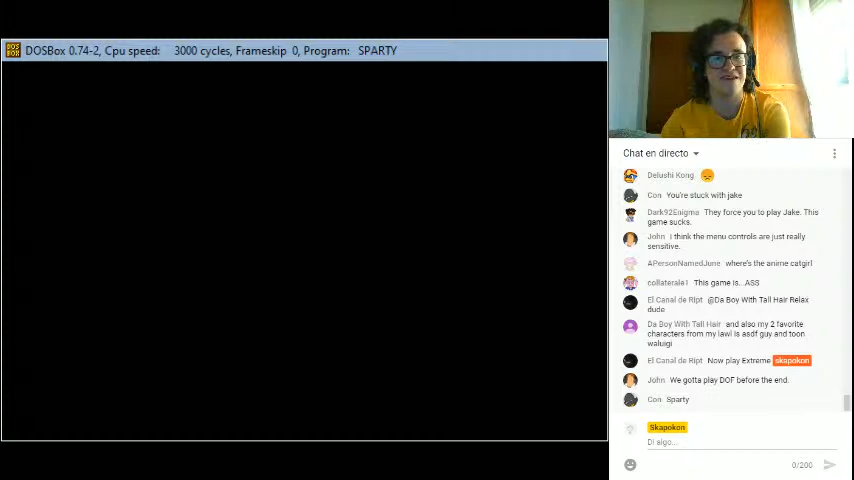 DOSBox 0.74-2, Cpu speed: 3000 cycles, Frameskip 0, Program: SPARTY
Chat en directo
Delushi Kong
Con You're stuck with jake
Dark92Enigma They force you to play Jake. This
game sucks.
John I think the menu controls are just really
sensitive.
APersonNamedJune where's the anime catgirl
collaterale1 This game is...ASS
El Canal de Ript @Da Boy With Tall Hair Relax
dude
Da Boy With Tall Hair and also my 2 favorite
characters from my lawl is asdf guy and toon
waluigi
El Canal de Ript Now play Extreme skapokon
John We gotta play DOF before the end.
Con Sparty
Skapokon
Di algo...
0/200